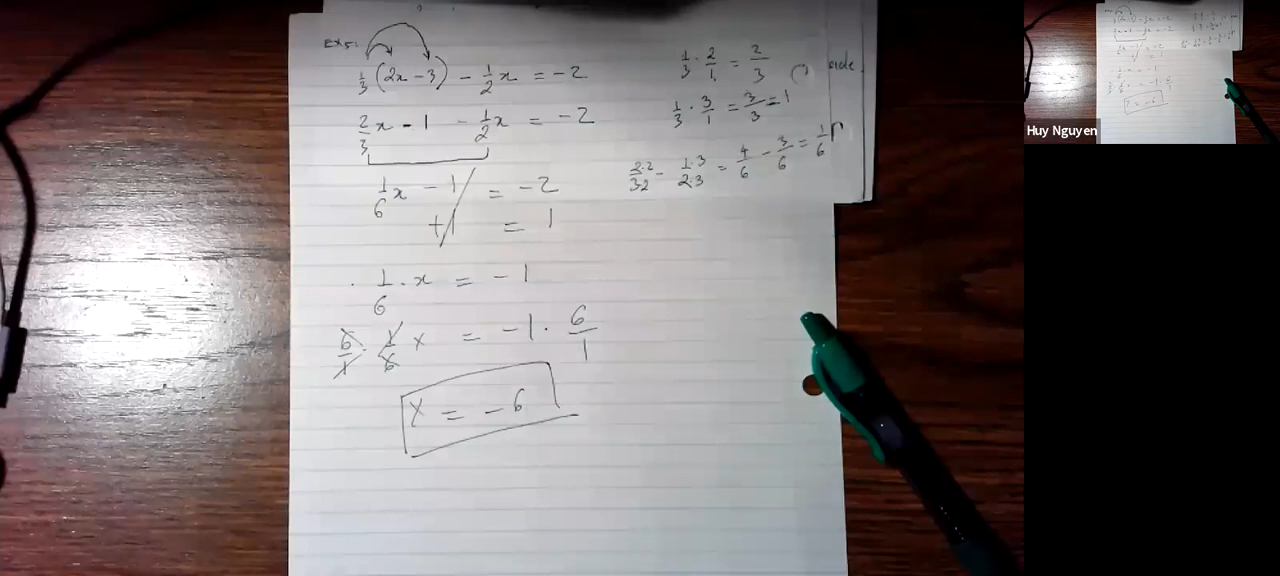 Ex5:
1/3 (2x - 3) - 1/2 x = -2
2/3 x - 1 - 1/2 x = -2
1/6 x - 1 = -2
+1 = 1
1/6 · x = -1
6/1 · 1/6 x = -1 · 6/1
x = -6
1/3 · 2/1 = 2/3
1/3 · 3/1 = 3/3 = 1
2·2/3·2 - 1·3/2·3 = 4/6 - 3/6 = 1/6
Huy Nguyen